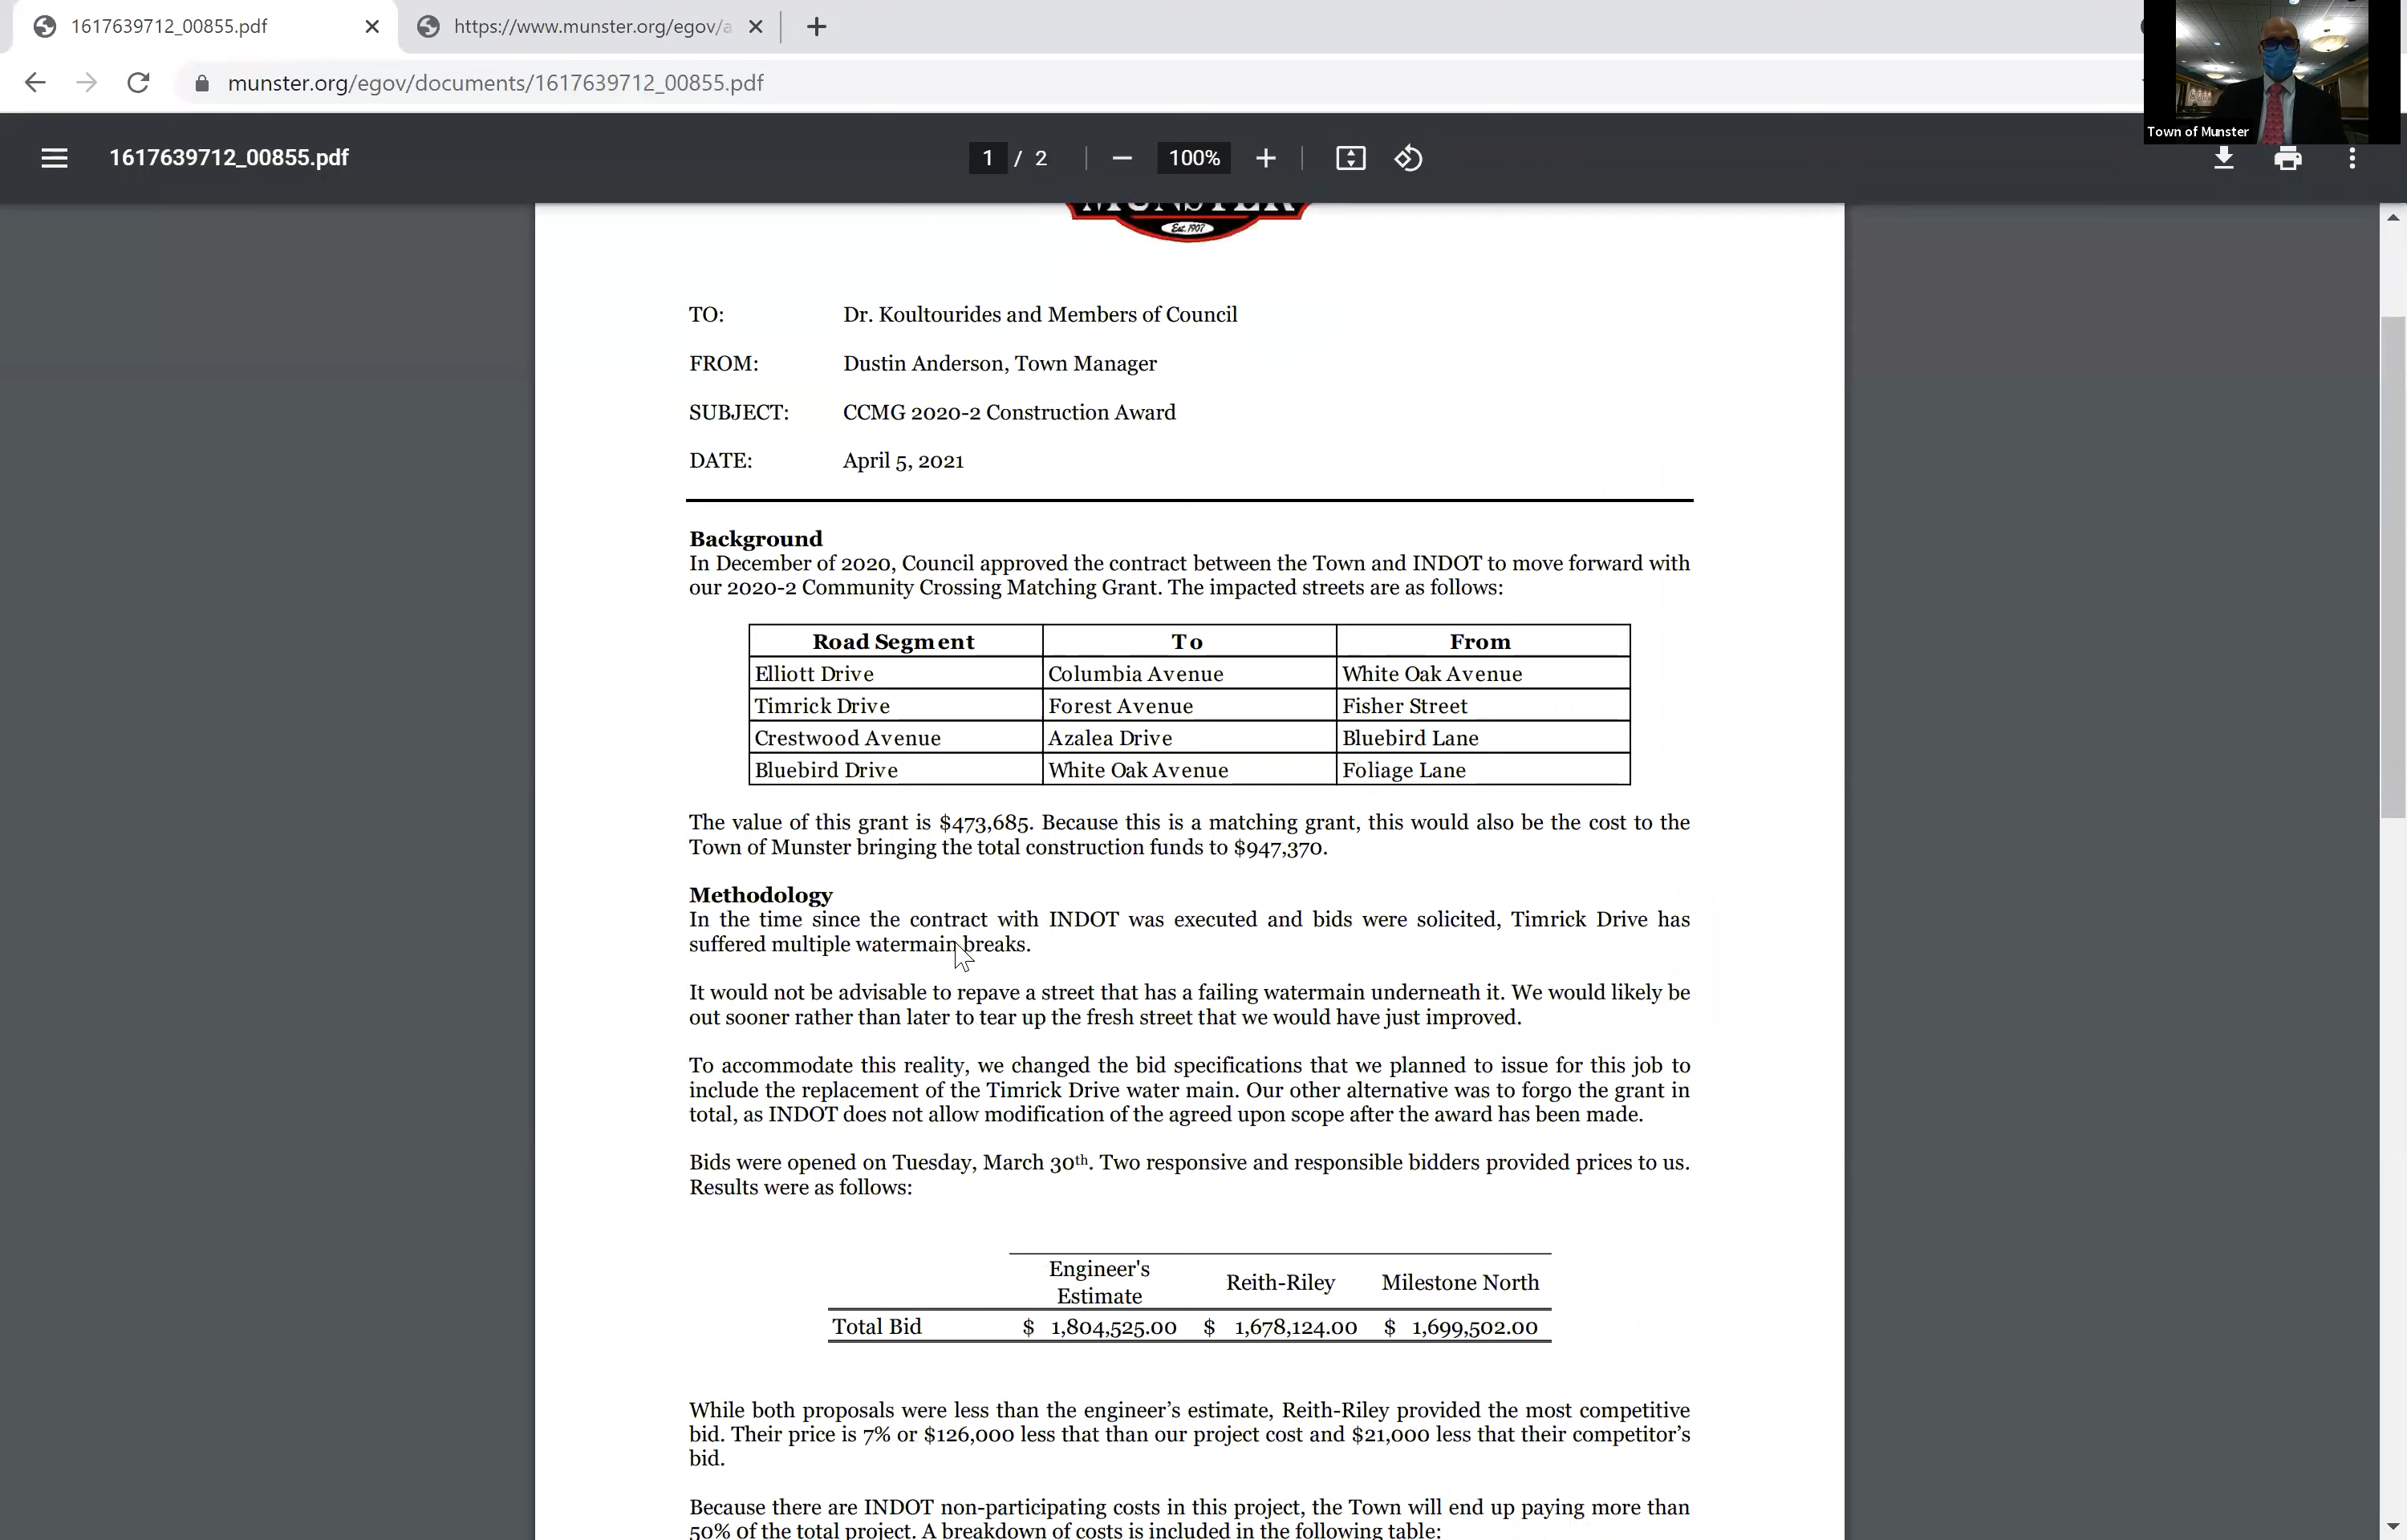 1617639712_00855.pdf
https://www.munster.org/egov/a
munster.org/egov/documents/1617639712_00855.pdf
Town of Munster
1617639712_00855.pdf
1 / 2
100%
MUNSTER
Est. 1907
TO: Dr. Koultourides and Members of Council
FROM: Dustin Anderson, Town Manager
SUBJECT: CCMG 2020-2 Construction Award
DATE: April 5, 2021
Background
In December of 2020, Council approved the contract between the Town and INDOT to move forward with
our 2020-2 Community Crossing Matching Grant. The impacted streets are as follows:
Road Segment To From
Elliott Drive Columbia Avenue White Oak Avenue
Timrick Drive Forest Avenue Fisher Street
Crestwood Avenue Azalea Drive Bluebird Lane
Bluebird Drive White Oak Avenue Foliage Lane
The value of this grant is $473,685. Because this is a matching grant, this would also be the cost to the
Town of Munster bringing the total construction funds to $947,370.
Methodology
In the time since the contract with INDOT was executed and bids were solicited, Timrick Drive has
suffered multiple watermain breaks.
It would not be advisable to repave a street that has a failing watermain underneath it. We would likely be
out sooner rather than later to tear up the fresh street that we would have just improved.
To accommodate this reality, we changed the bid specifications that we planned to issue for this job to
include the replacement of the Timrick Drive water main. Our other alternative was to forgo the grant in
total, as INDOT does not allow modification of the agreed upon scope after the award has been made.
Bids were opened on Tuesday, March 30th. Two responsive and responsible bidders provided prices to us.
Results were as follows:
Engineer's
Estimate Reith-Riley Milestone North
Total Bid $ 1,804,525.00 $ 1,678,124.00 $ 1,699,502.00
While both proposals were less than the engineer's estimate, Reith-Riley provided the most competitive
bid. Their price is 7% or $126,000 less that than our project cost and $21,000 less that their competitor's
bid.
Because there are INDOT non-participating costs in this project, the Town will end up paying more than
50% of the total project. A breakdown of costs is included in the following table: